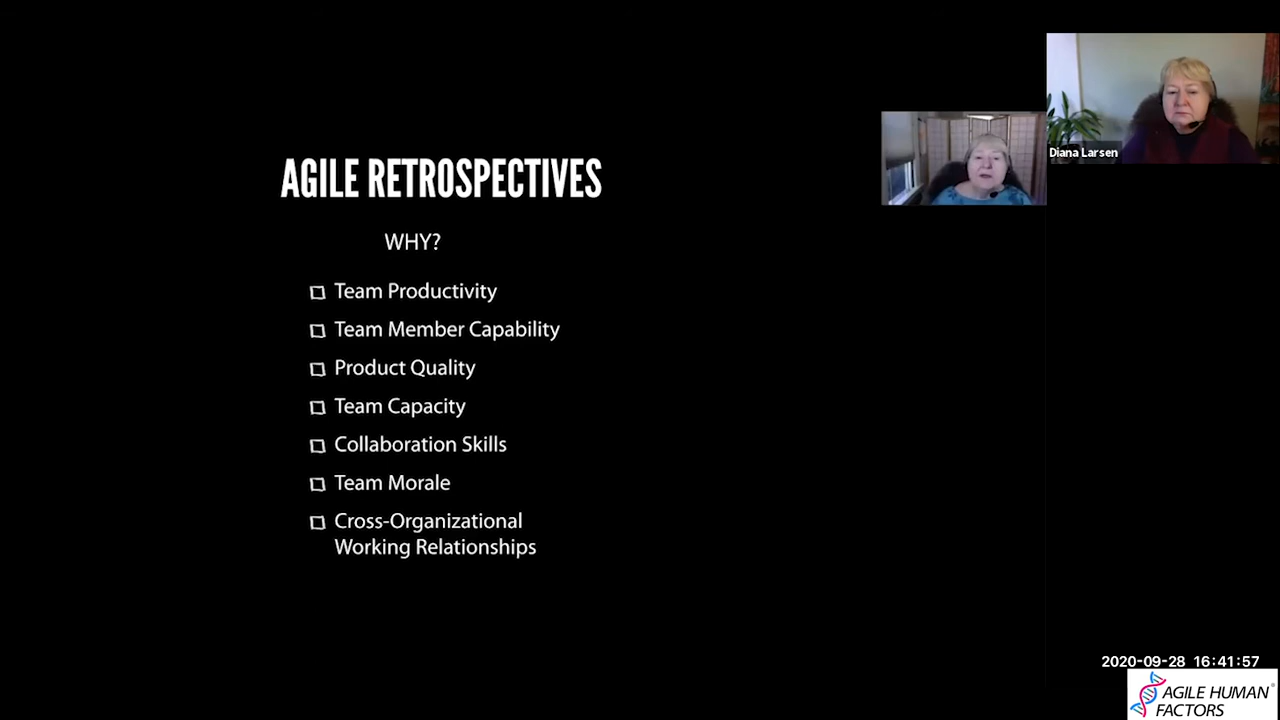 AGILE RETROSPECTIVES
WHY?
Team Productivity
Team Member Capability
Product Quality
Team Capacity
Collaboration Skills
Team Morale
Cross-Organizational
Working Relationships
Diana Larsen
2020-09-28 16:41:57
AGILE HUMAN®
FACTORS